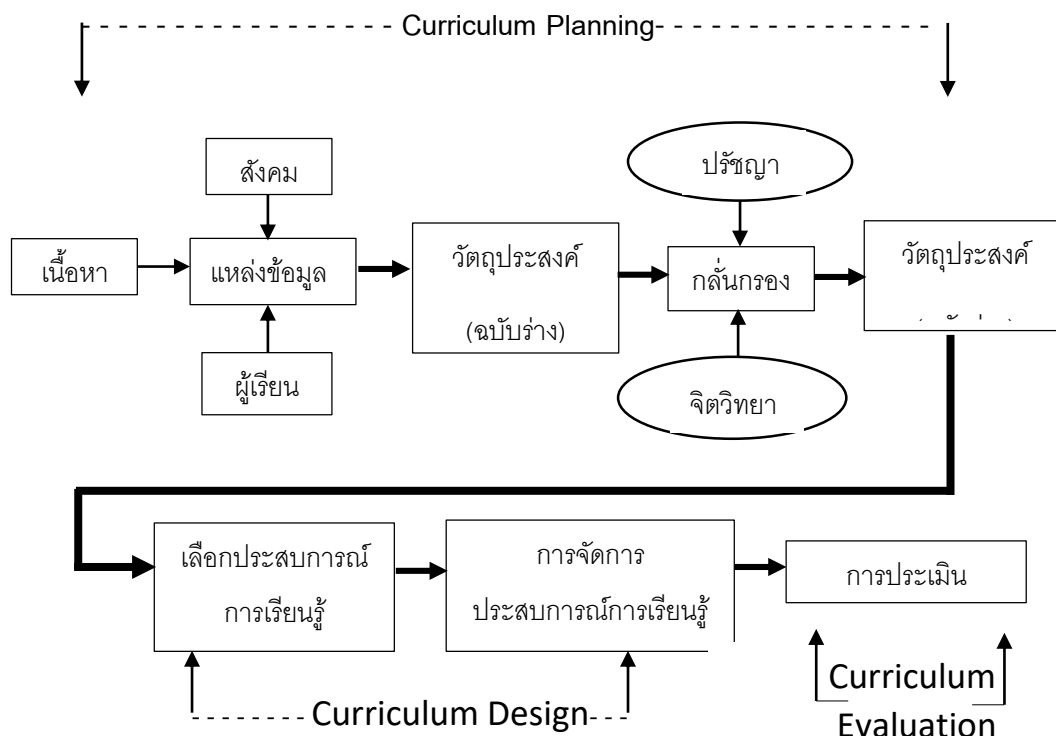 Curriculum Planning
สังคม
ปรัชญา
เนื้อหา
แหล่งข้อมูล
วัตถุประสงค์
(ฉบับร่าง)
กลั่นกรอง
วัตถุประสงค์
ผู้เรียน
จิตวิทยา
เลือกประสบการณ์
การเรียนรู้
การจัดการ
ประสบการณ์การเรียนรู้
การประเมิน
Curriculum Design
Curriculum
Evaluation